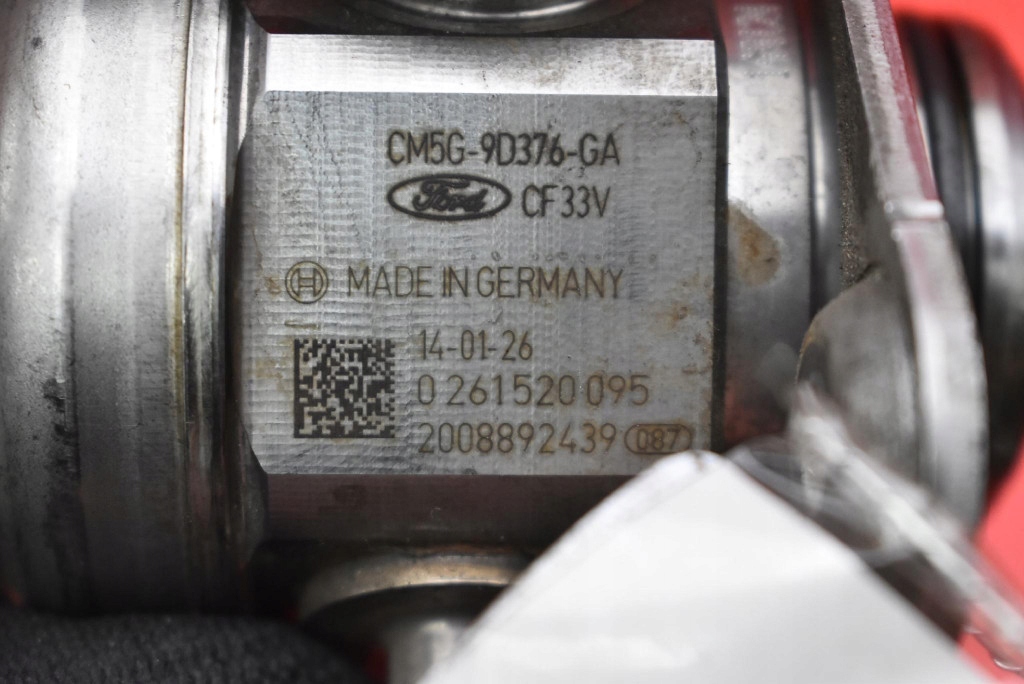 CM5G-9D376-GA
Ford CF33V
MADE IN GERMANY
14-01-26
0 261 520 095
2008892439 087